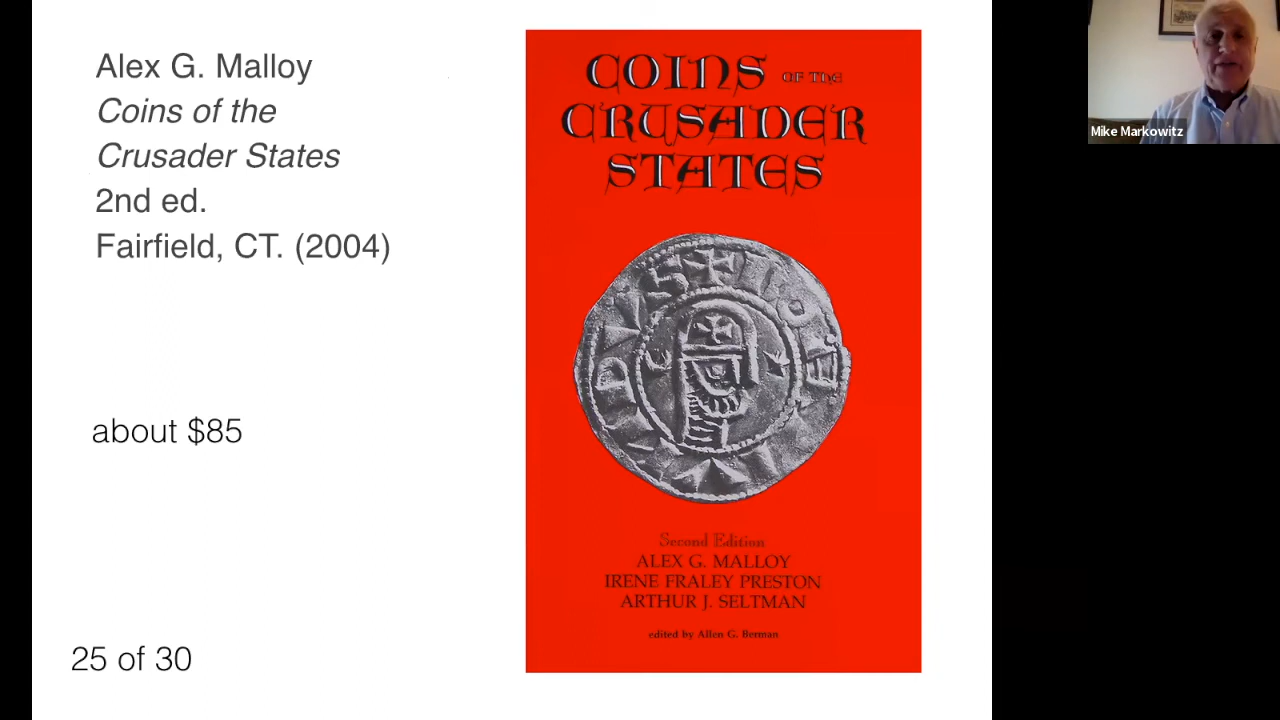 Alex G. Malloy
Coins of the
Crusader States
2nd ed.
Fairfield, CT. (2004)
about $85
25 of 30
COINS OF THE
CRUSADER
STATES
Second Edition
ALEX G. MALLOY
IRENE FRALEY PRESTON
ARTHUR J. SELTMAN
edited by Allen G. Berman
Mike Markowitz